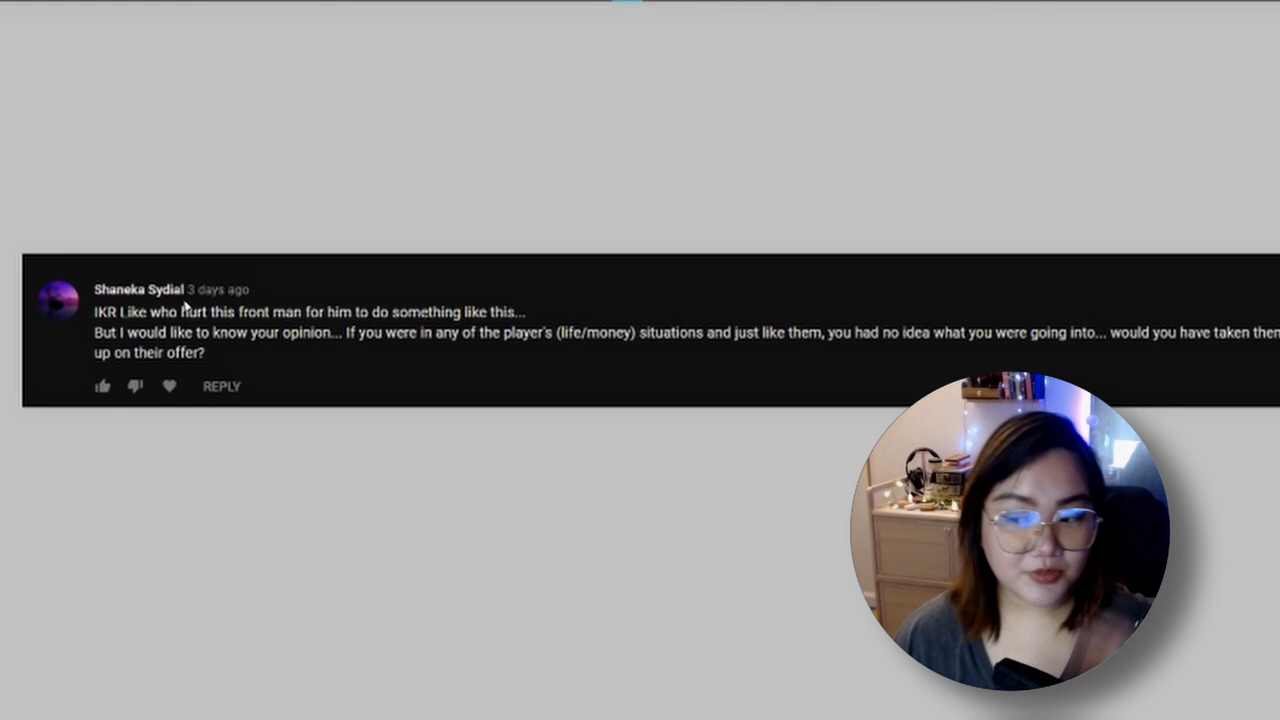 Shaneka Sydial 3 days ago
IKR Like who hurt this front man for him to do something like this...
But I would like to know your opinion... If you were in any of the player's (life/money) situations and just like them, you had no idea what you were going into... would you have taken them
up on their offer?
REPLY